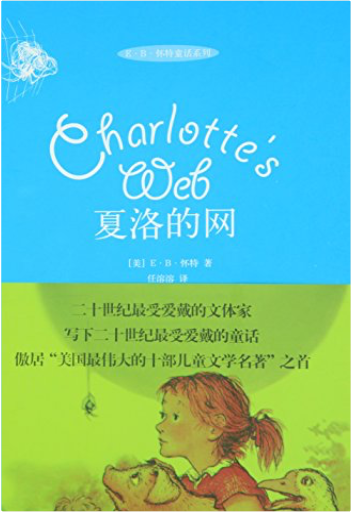 E·B·怀特童话系列
Charlotte's
Web
夏洛的网
[美] E·B·怀特 著
任溶溶 译
二十世纪最受爱戴的文体家
写下二十世纪最受爱戴的童话
傲居“美国最伟大的十部儿童文学名著”之首